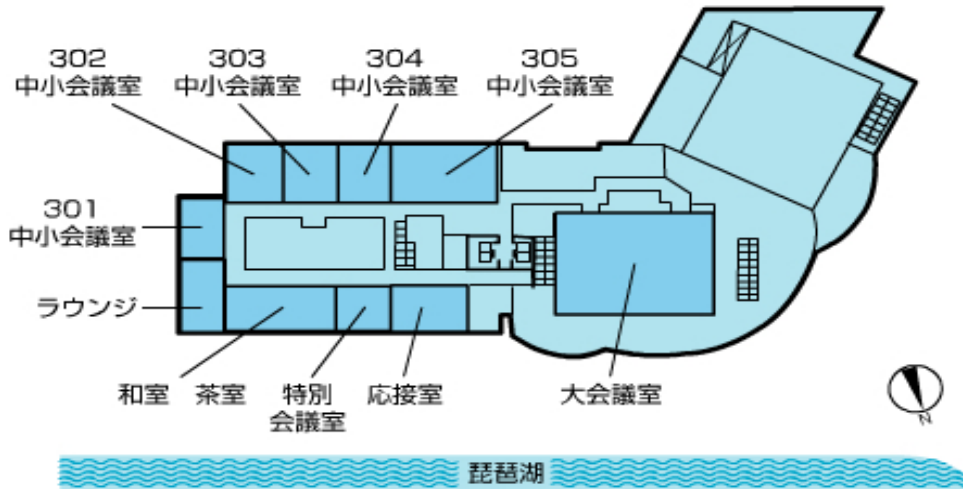 302
中小会議室
303
中小会議室
304
中小会議室
305
中小会議室
301
中小会議室
ラウンジ
和室 茶室
特別
会議室
応接室
大会議室
N
琵琶湖